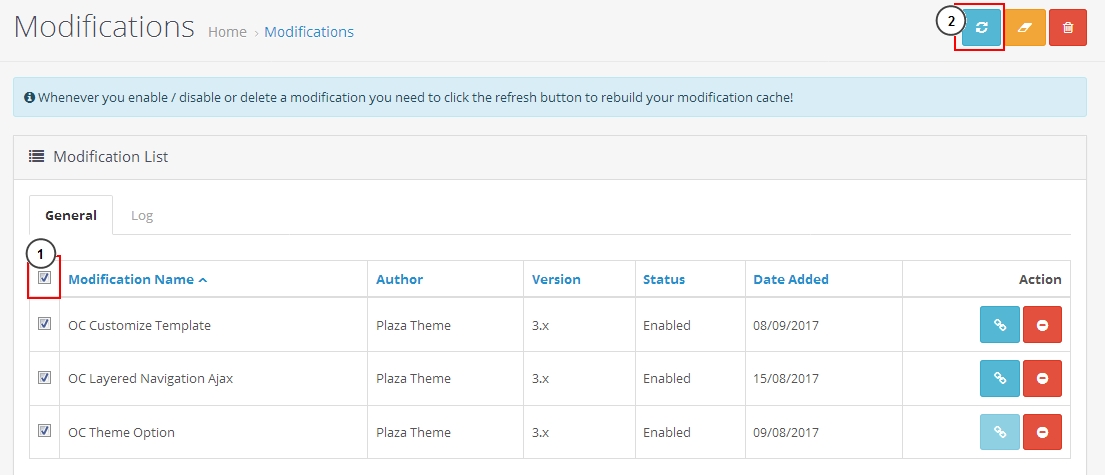 Modifications Home › Modifications
2
Whenever you enable / disable or delete a modification you need to click the refresh button to rebuild your modification cache!
Modification List
General Log
1
Modification Name Author Version Status Date Added Action
OC Customize Template Plaza Theme 3.x Enabled 08/09/2017
OC Layered Navigation Ajax Plaza Theme 3.x Enabled 15/08/2017
OC Theme Option Plaza Theme 3.x Enabled 09/08/2017